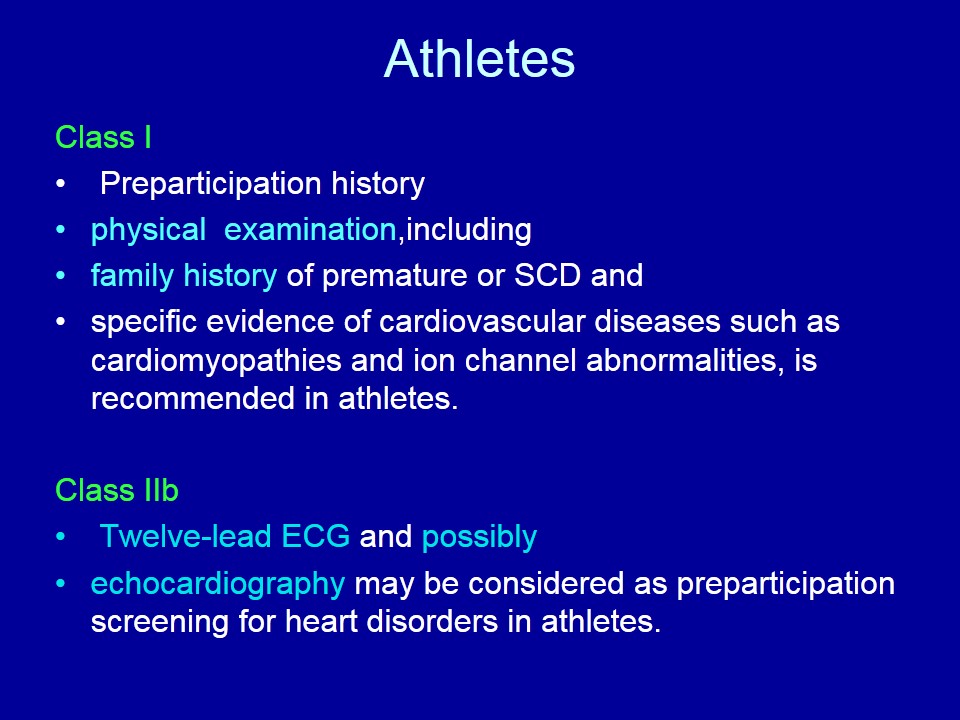 Athletes
Class I
• Preparticipation history
• physical examination,including
• family history of premature or SCD and
• specific evidence of cardiovascular diseases such as
cardiomyopathies and ion channel abnormalities, is
recommended in athletes.
Class IIb
• Twelve-lead ECG and possibly
• echocardiography may be considered as preparticipation
screening for heart disorders in athletes.